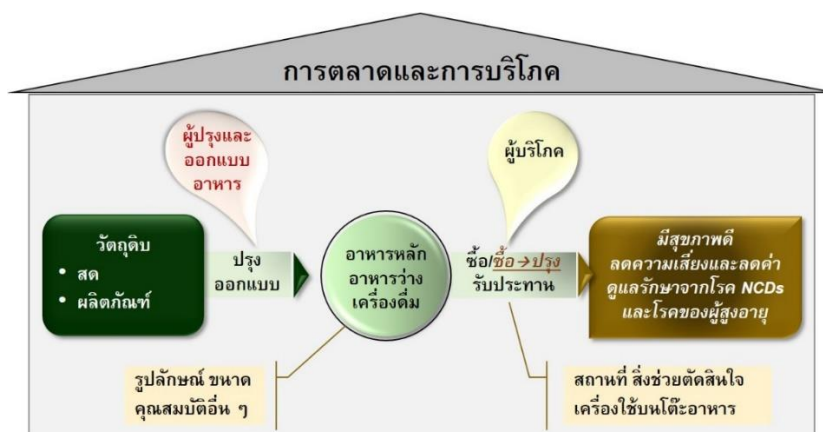 การตลาดและการบริโภค
ผู้ปรุงและ
ออกแบบ
อาหาร
ผู้บริโภค
วัตถุดิบ
• สด
• ผลิตภัณฑ์
ปรุง
ออกแบบ
อาหารหลัก
อาหารว่าง
เครื่องดื่ม
ซื้อ/ซื้อ→ปรุง
รับประทาน
มีสุขภาพดี
ลดความเสี่ยงและลดค่า
ดูแลรักษาจากโรค NCDs
และโรคของผู้สูงอายุ
รูปลักษณ์ ขนาด
คุณสมบัติอื่น ๆ
สถานที่ สิ่งช่วยตัดสินใจ
เครื่องใช้บนโต๊ะอาหาร